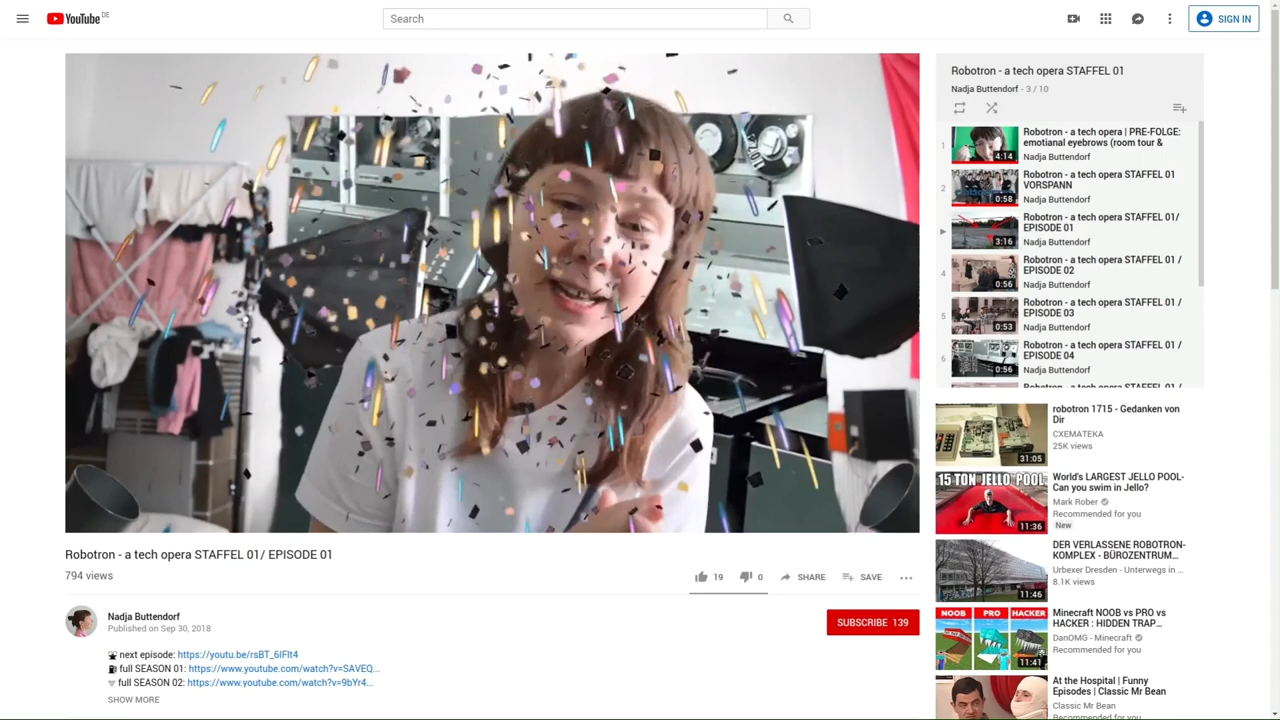 YouTube DE
Search
SIGN IN
Robotron - a tech opera STAFFEL 01
Nadja Buttendorf - 3 / 10
1
Robotron - a tech opera | PRE-FOLGE:
emotianal eyebrows (room tour &
Nadja Buttendorf
4:14
2
Robotron - a tech opera STAFFEL 01
VORSPANN
Nadja Buttendorf
0:58
Robotron - a tech opera STAFFEL 01/
EPISODE 01
Nadja Buttendorf
3:16
4
Robotron - a tech opera STAFFEL 01 /
EPISODE 02
Nadja Buttendorf
0:56
5
Robotron - a tech opera STAFFEL 01 /
EPISODE 03
Nadja Buttendorf
0:53
6
Robotron - a tech opera STAFFEL 01 /
EPISODE 04
Nadja Buttendorf
0:56
Robotron - a tech opera STAFFEL 01 /
robotron 1715 - Gedanken von
Dir
CXEMATEKA
25K views
31:05
15 TON JELLO POOL
World's LARGEST JELLO POOL-
Can you swim in Jello?
Mark Rober
Recommended for you
New
11:36
DER VERLASSENE ROBOTRON-
KOMPLEX - BÜROZENTRUM...
Urbexer Dresden - Unterwegs in ...
8.1K views
11:46
NOOB PRO HACKER
Minecraft NOOB vs PRO vs
HACKER : HIDDEN TRAP...
DanOMG - Minecraft
Recommended for you
11:41
At the Hospital | Funny
Episodes | Classic Mr Bean
Classic Mr Bean
Recommended for you
Robotron - a tech opera STAFFEL 01/ EPISODE 01
794 views
19 0 SHARE SAVE
Nadja Buttendorf
Published on Sep 30, 2018
SUBSCRIBE 139
next episode: https://youtu.be/rsBT_6IFIt4
full SEASON 01: https://www.youtube.com/watch?v=SAVEQ...
full SEASON 02: https://www.youtube.com/watch?v=9bYr4...
SHOW MORE